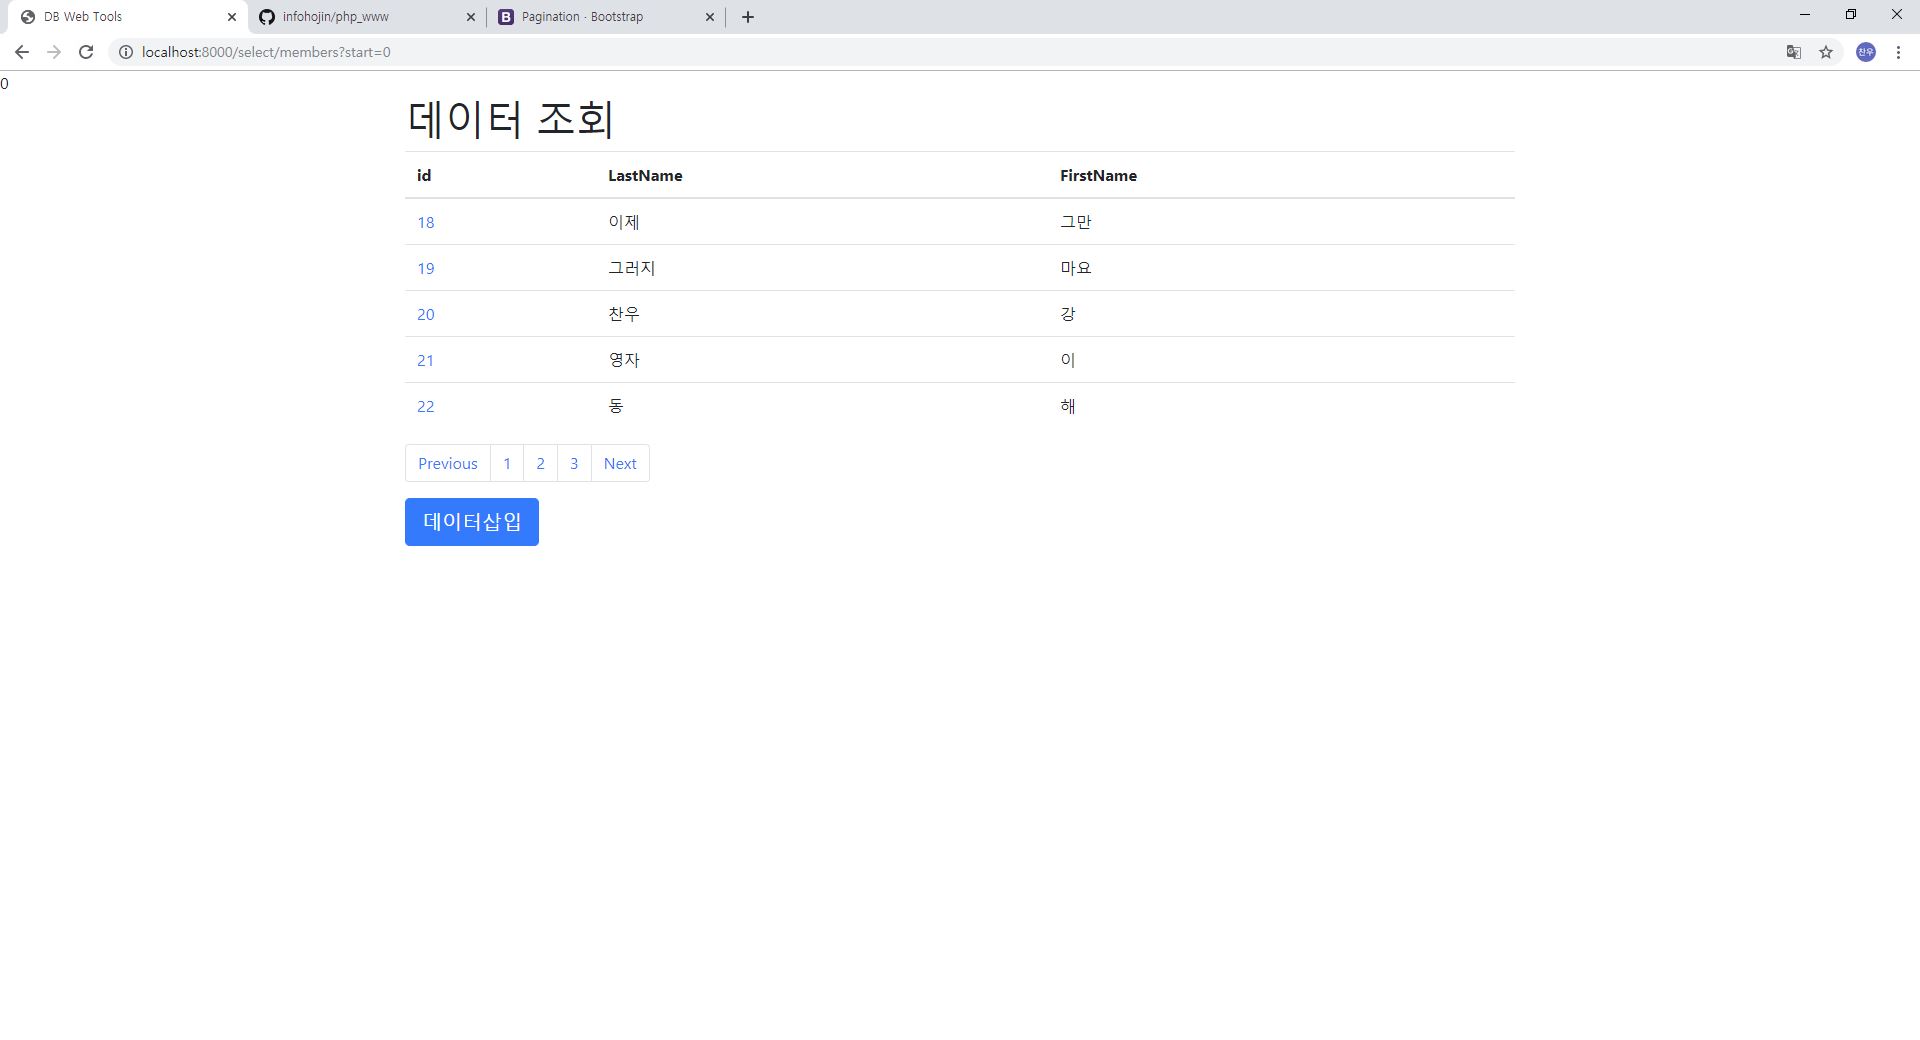 DB Web Tools
infohojin/php_www
Pagination · Bootstrap
localhost:8000/select/members?start=0
찬우
0
데이터 조회
id LastName FirstName
18 이제 그만
19 그러지 마요
20 찬우 강
21 영자 이
22 동 해
Previous 1 2 3 Next
데이터삽입